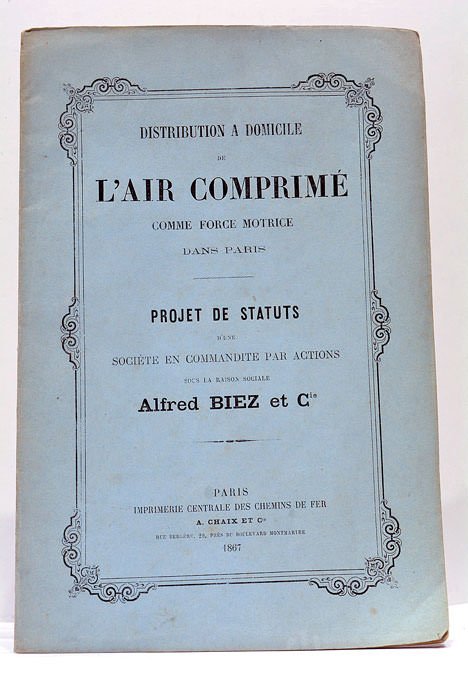 DISTRIBUTION A DOMICILE
DE
L'AIR COMPRIMÉ
COMME FORCE MOTRICE
DANS PARIS
PROJET DE STATUTS
D'UNE
SOCIÉTÉ EN COMMANDITE PAR ACTIONS
SOUS LA RAISON SOCIALE
Alfred BIEZ et Cie
PARIS
IMPRIMERIE CENTRALE DES CHEMINS DE FER
A. CHAIX ET Cie
RUE BERGÈRE, 20, PRÈS DU BOULEVARD MONTMARTRE
1867